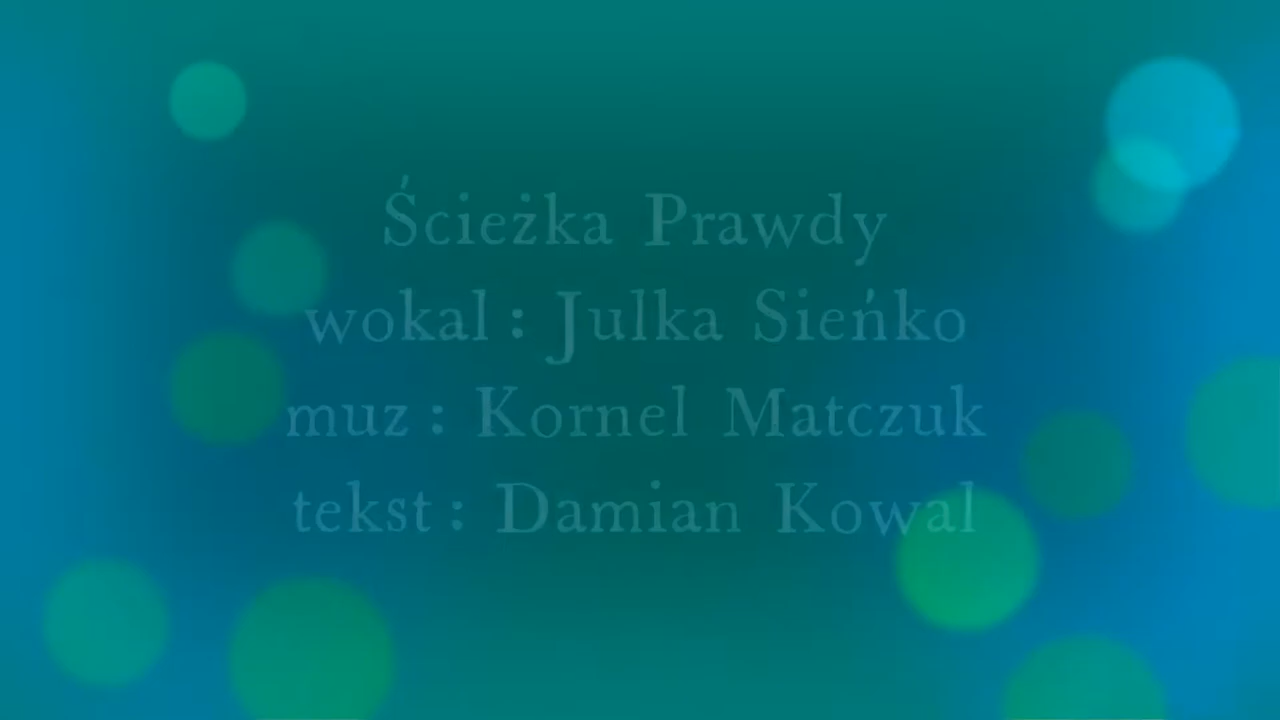 Ścieżka Prawdy
wokal : Julka Sieńko
muz : Kornel Matczuk
tekst : Damian Kowal